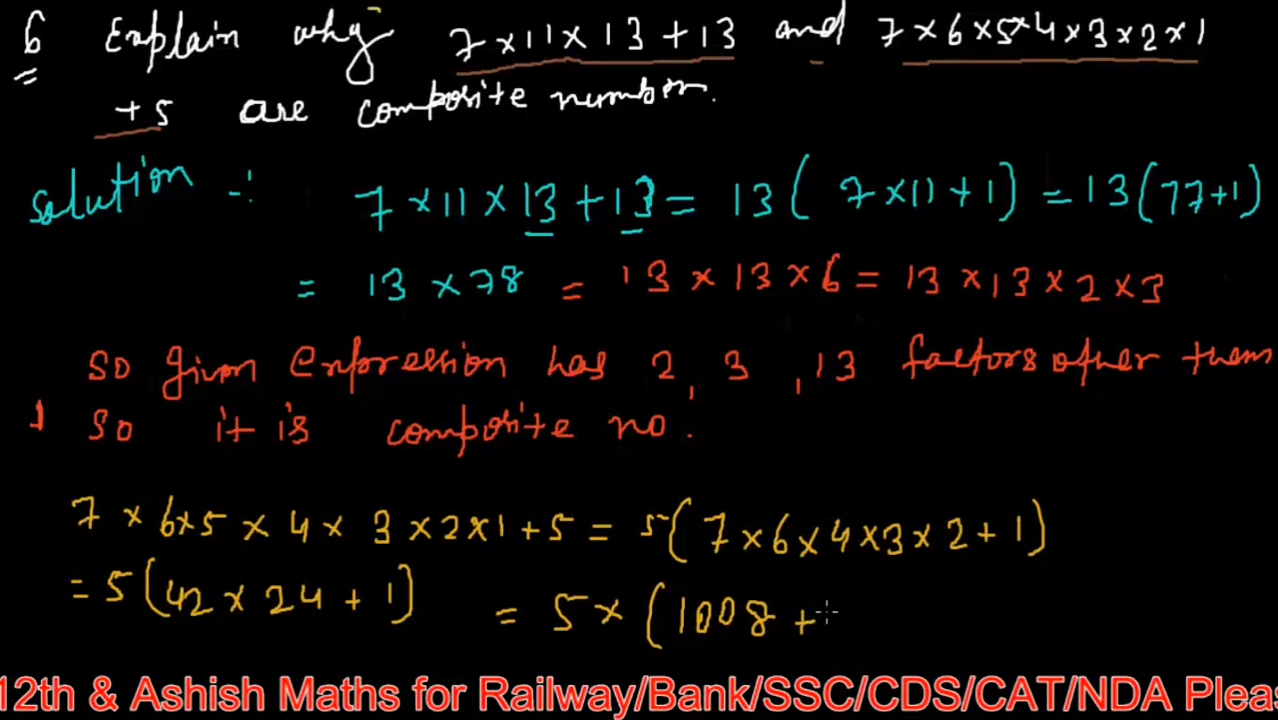 6 Explain why 7×11×13+13 and 7×6×5×4×3×2×1
+5 are composite number.
Solution -: 7×11×13+13 = 13(7×11+1) = 13(77+1)
= 13×78 = 13×13×6 = 13×13×2×3
So given expression has 2, 3, 13 factors other them
1 So it is composite no.
7×6×5×4×3×2×1+5 = 5(7×6×4×3×2+1)
= 5(42×24+1) = 5×(1008+
12th & Ashish Maths for Railway/Bank/SSC/CDS/CAT/NDA Pleas